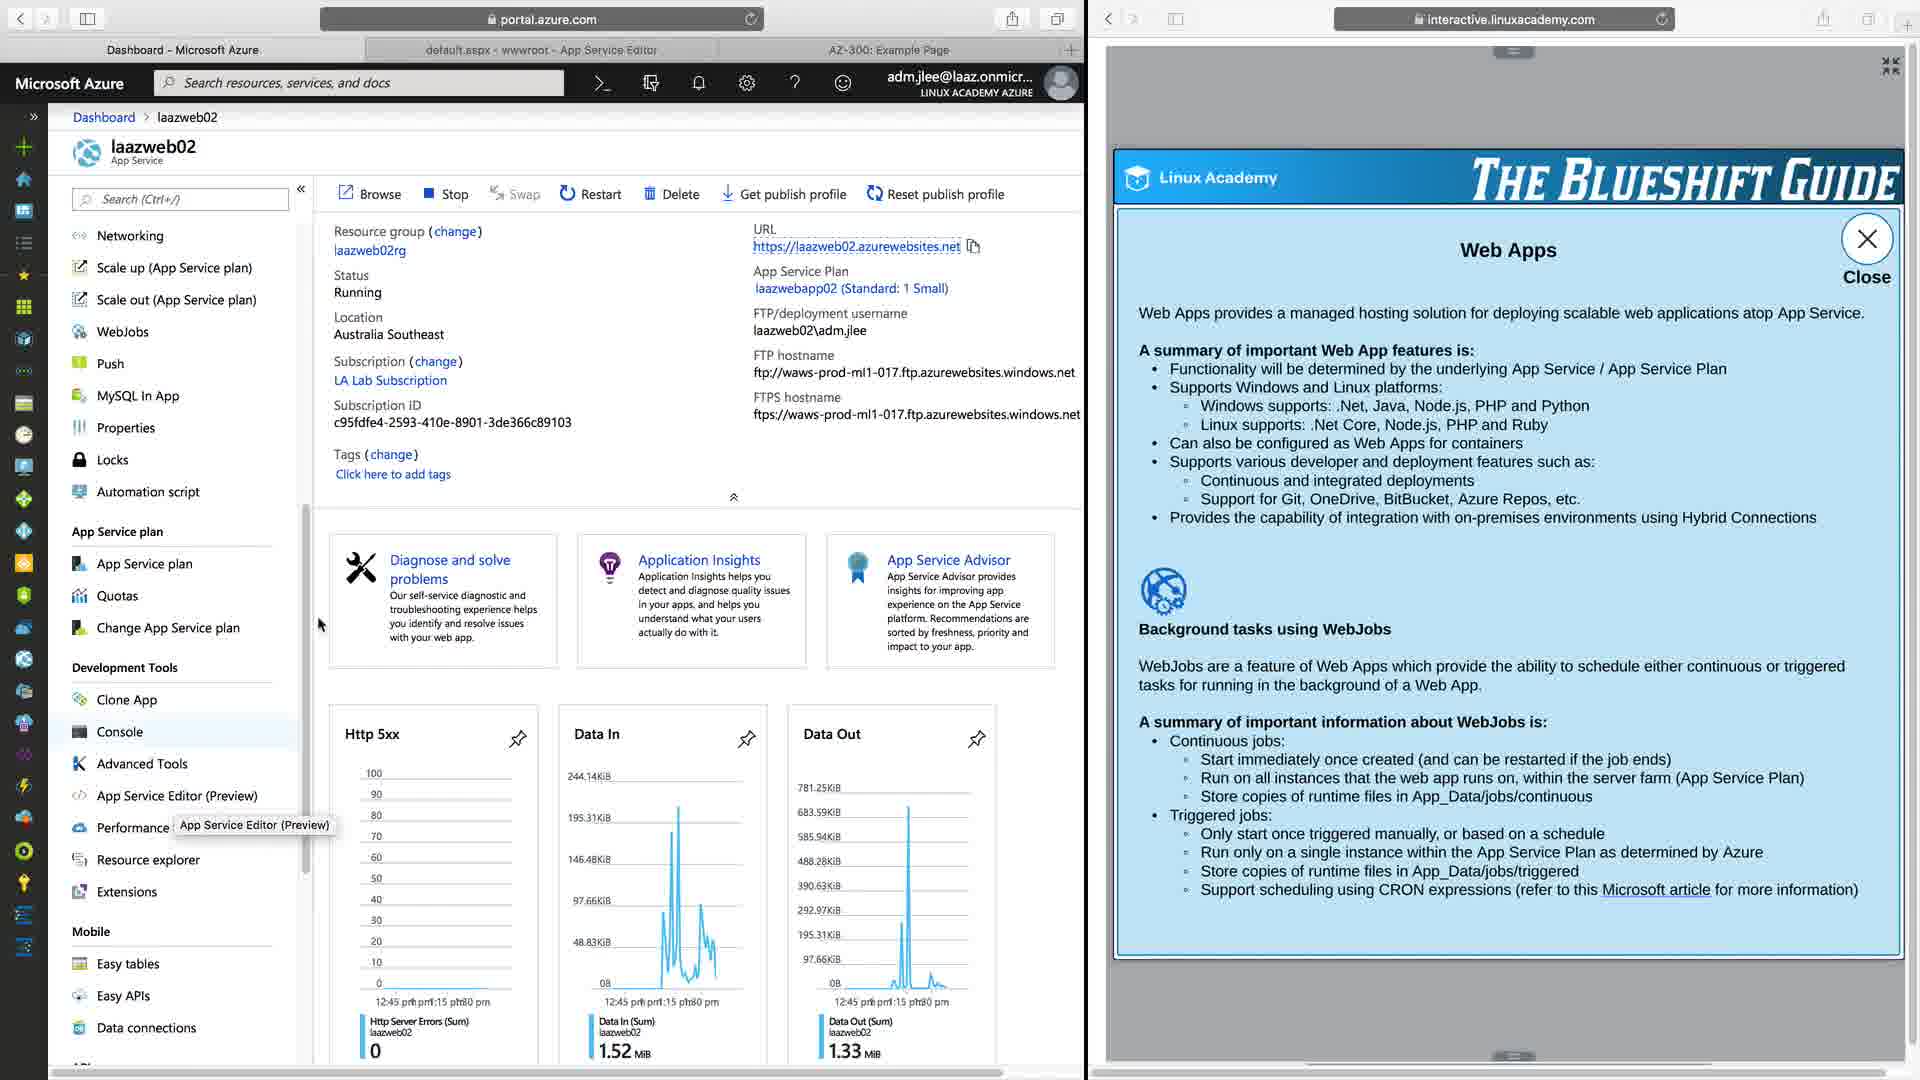 portal.azure.com
Dashboard - Microsoft Azure
default.aspx - wwwroot - App Service Editor
AZ-300: Example Page
Microsoft Azure
Search resources, services, and docs
adm.jlee@laaz.onmicr...
LINUX ACADEMY AZURE
Dashboard > laazweb02
laazweb02
App Service
Search (Ctrl+/)
Networking
Scale up (App Service plan)
Scale out (App Service plan)
WebJobs
Push
MySQL In App
Properties
Locks
Automation script
App Service plan
App Service plan
Quotas
Change App Service plan
Development Tools
Clone App
Console
Advanced Tools
App Service Editor (Preview)
Performance
App Service Editor (Preview)
Resource explorer
Extensions
Mobile
Easy tables
Easy APIs
Data connections
Browse
Stop
Swap
Restart
Delete
Get publish profile
Reset publish profile
Resource group (change)
laazweb02rg
Status
Running
Location
Australia Southeast
Subscription (change)
LA Lab Subscription
Subscription ID
c95fdfe4-2593-410e-8901-3de366c89103
Tags (change)
Click here to add tags
URL
https://laazweb02.azurewebsites.net
App Service Plan
laazwebapp02 (Standard: 1 Small)
FTP/deployment username
laazweb02\adm.jlee
FTP hostname
ftp://waws-prod-ml1-017.ftp.azurewebsites.windows.net
FTPS hostname
ftps://waws-prod-ml1-017.ftp.azurewebsites.windows.net
Diagnose and solve
problems
Our self-service diagnostic and
troubleshooting experience helps
you identify and resolve issues
with your web app.
Application Insights
Application Insights helps you
detect and diagnose quality issues
in your apps, and helps you
understand what your users
actually do with it.
App Service Advisor
App Service Advisor provides
insights for improving app
experience on the App Service
platform. Recommendations are
sorted by freshness, priority and
impact to your app.
Http 5xx
100
90
80
70
60
50
40
30
20
10
0
12:45 pm 1:15 pm
Http Server Errors (Sum)
laazweb02
0
Data In
244.14KiB
195.31KiB
146.48KiB
97.66KiB
48.83KiB
0B
12:45 pm 1:15 pm
Data In (Sum)
laazweb02
1.52 MiB
Data Out
781.25KiB
683.59KiB
585.94KiB
488.28KiB
390.63KiB
292.97KiB
195.31KiB
97.66KiB
0B
12:45 pm 1:15 pm
Data Out (Sum)
laazweb02
1.33 MiB
interactive.linuxacademy.com
Linux Academy
THE BLUESHIFT GUIDE
Web Apps
Close
Web Apps provides a managed hosting solution for deploying scalable web applications atop App Service.
A summary of important Web App features is:
• Functionality will be determined by the underlying App Service / App Service Plan
• Supports Windows and Linux platforms:
◦ Windows supports: .Net, Java, Node.js, PHP and Python
◦ Linux supports: .Net Core, Node.js, PHP and Ruby
• Can also be configured as Web Apps for containers
• Supports various developer and deployment features such as:
◦ Continuous and integrated deployments
◦ Support for Git, OneDrive, BitBucket, Azure Repos, etc.
• Provides the capability of integration with on-premises environments using Hybrid Connections
Background tasks using WebJobs
WebJobs are a feature of Web Apps which provide the ability to schedule either continuous or triggered
tasks for running in the background of a Web App.
A summary of important information about WebJobs is:
• Continuous jobs:
◦ Start immediately once created (and can be restarted if the job ends)
◦ Run on all instances that the web app runs on, within the server farm (App Service Plan)
◦ Store copies of runtime files in App_Data/jobs/continuous
• Triggered jobs:
◦ Only start once triggered manually, or based on a schedule
◦ Run only on a single instance within the App Service Plan as determined by Azure
◦ Store copies of runtime files in App_Data/jobs/triggered
◦ Support scheduling using CRON expressions (refer to this Microsoft article for more information)